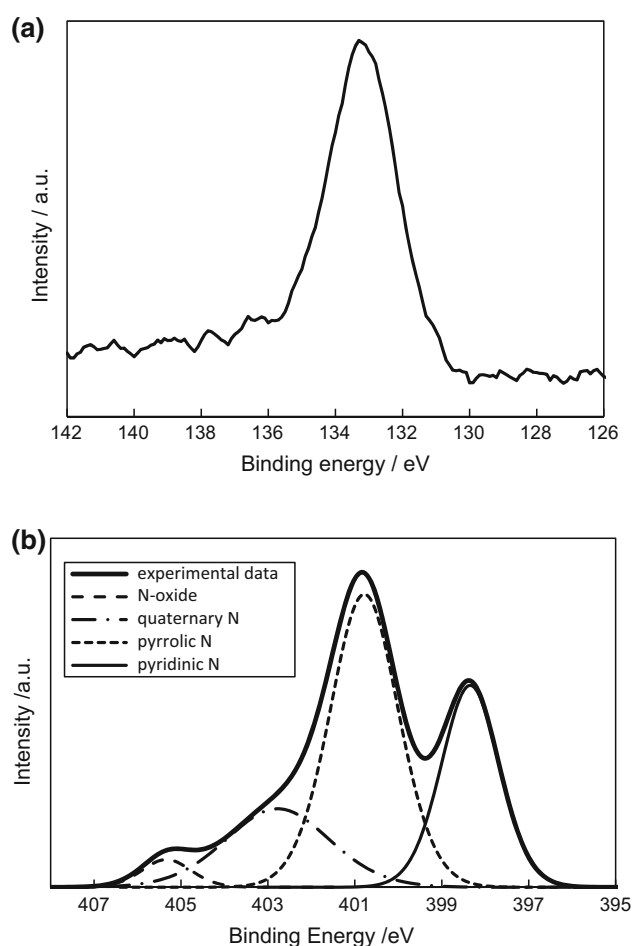 (a)
Intensity / a.u.
142 140 138 136 134 132 130 128 126
Binding energy / eV
(b)
experimental data
N-oxide
quaternary N
pyrrolic N
pyridinic N
Intensity /a.u.
407 405 403 401 399 397 395
Binding Energy /eV